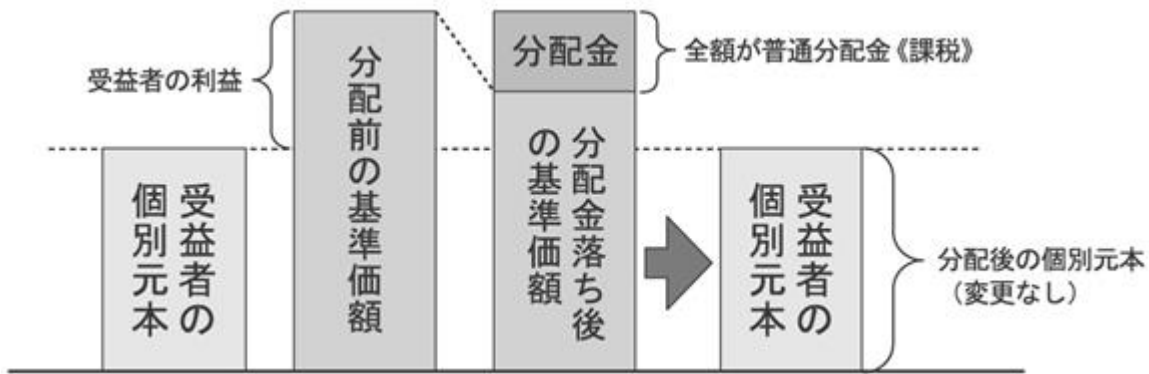 受益者の利益
受益者の
個別元本
分配前の基準価額
分配金
全額が普通分配金《課税》
分配金落ち後
の基準価額
受益者の
個別元本
分配後の個別元本
（変更なし）